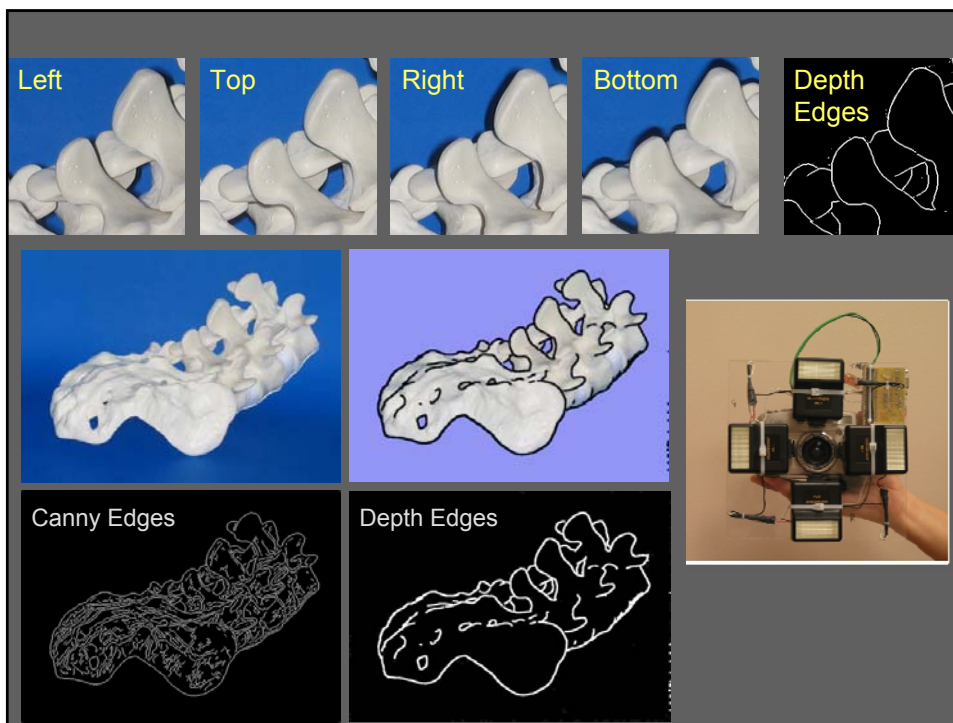 Left
Top
Right
Bottom
Depth
Edges
Canny Edges
Depth Edges